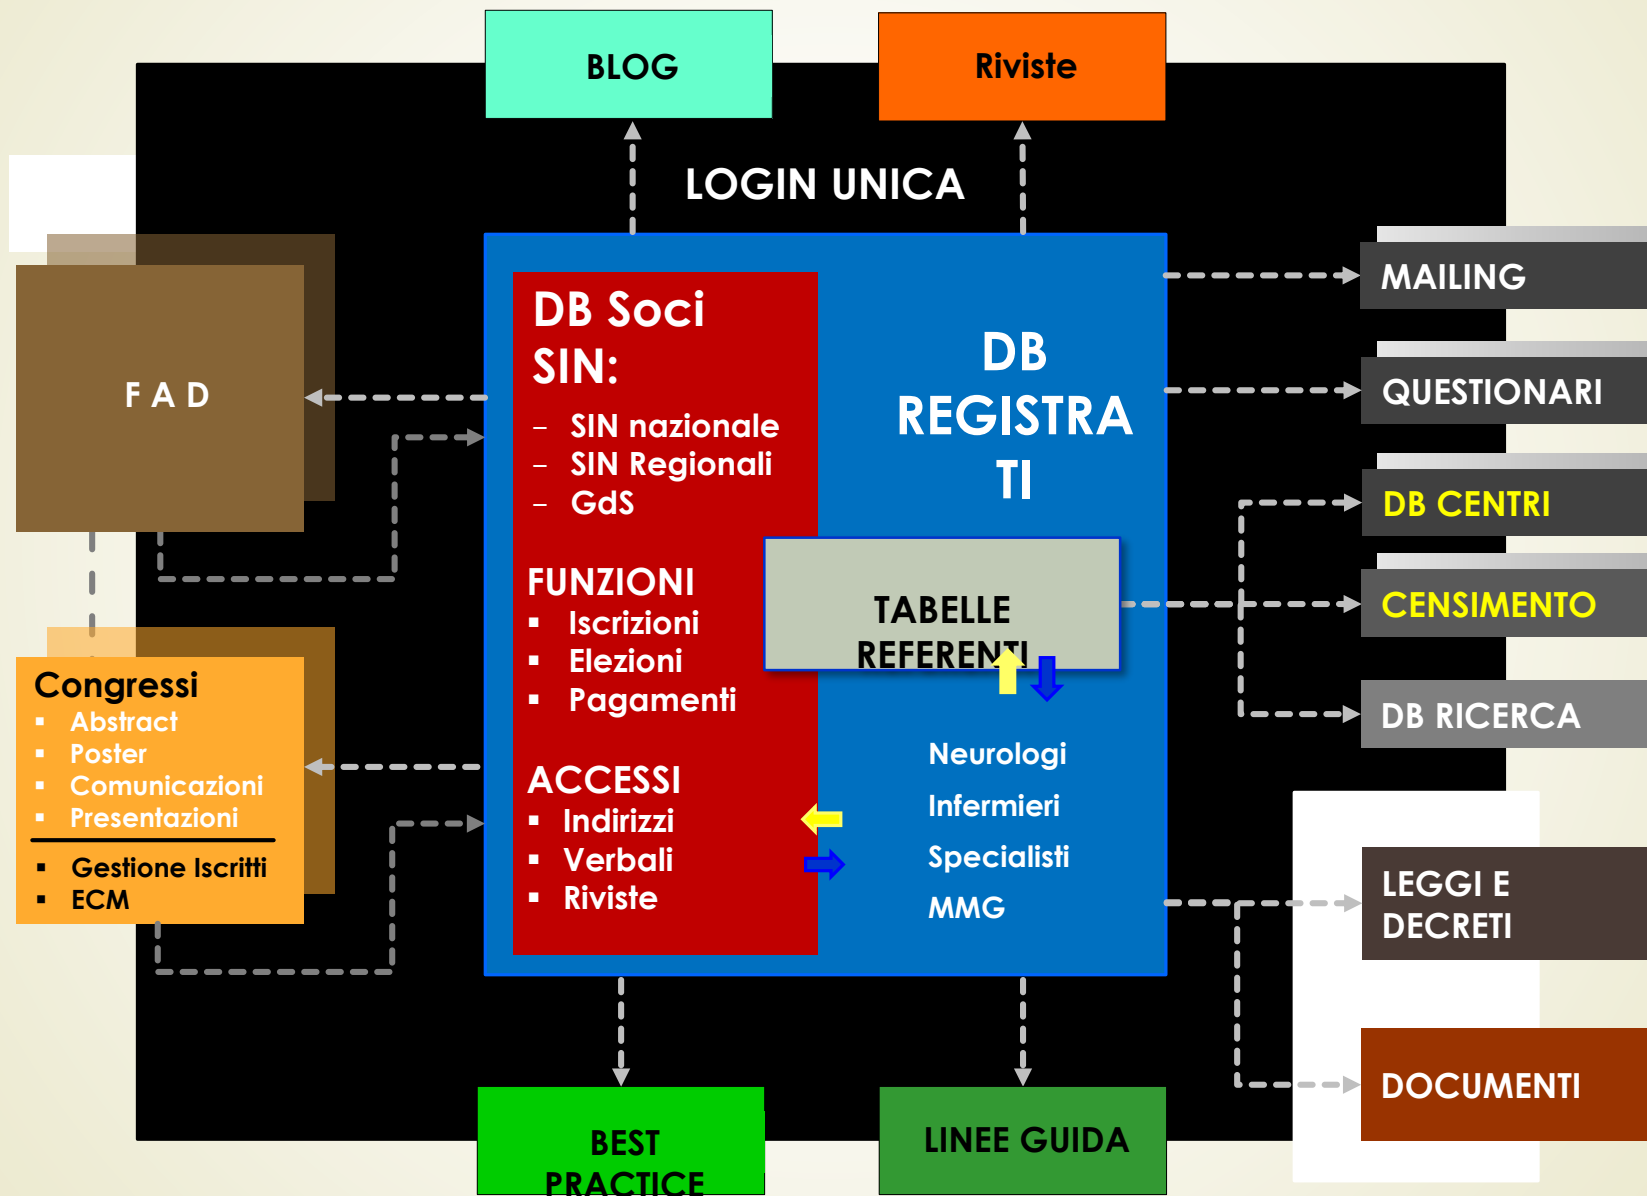 BLOG
Riviste
LOGIN UNICA
F A D
Congressi
▪ Abstract
▪ Poster
▪ Comunicazioni
▪ Presentazioni
▪ Gestione Iscritti
▪ ECM
DB Soci
SIN:
– SIN nazionale
– SIN Regionali
– GdS
FUNZIONI
▪ Iscrizioni
▪ Elezioni
▪ Pagamenti
ACCESSI
▪ Indirizzi
▪ Verbali
▪ Riviste
DB
REGISTRA
TI
TABELLE
REFERENTI
Neurologi
Infermieri
Specialisti
MMG
MAILING
QUESTIONARI
DB CENTRI
CENSIMENTO
DB RICERCA
LEGGI E
DECRETI
DOCUMENTI
BEST
PRACTICE
LINEE GUIDA